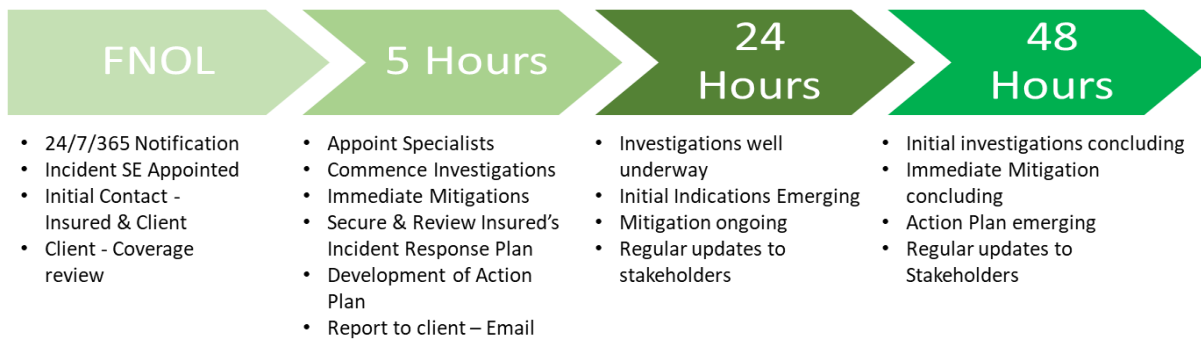 FNOL
• 24/7/365 Notification
• Incident SE Appointed
• Initial Contact -
Insured & Client
• Client - Coverage
review
5 Hours
• Appoint Specialists
• Commence Investigations
• Immediate Mitigations
• Secure & Review Insured’s
Incident Response Plan
• Development of Action
Plan
• Report to client – Email
24
Hours
• Investigations well
underway
• Initial Indications Emerging
• Mitigation ongoing
• Regular updates to
stakeholders
48
Hours
• Initial investigations concluding
• Immediate Mitigation
concluding
• Action Plan emerging
• Regular updates to
Stakeholders